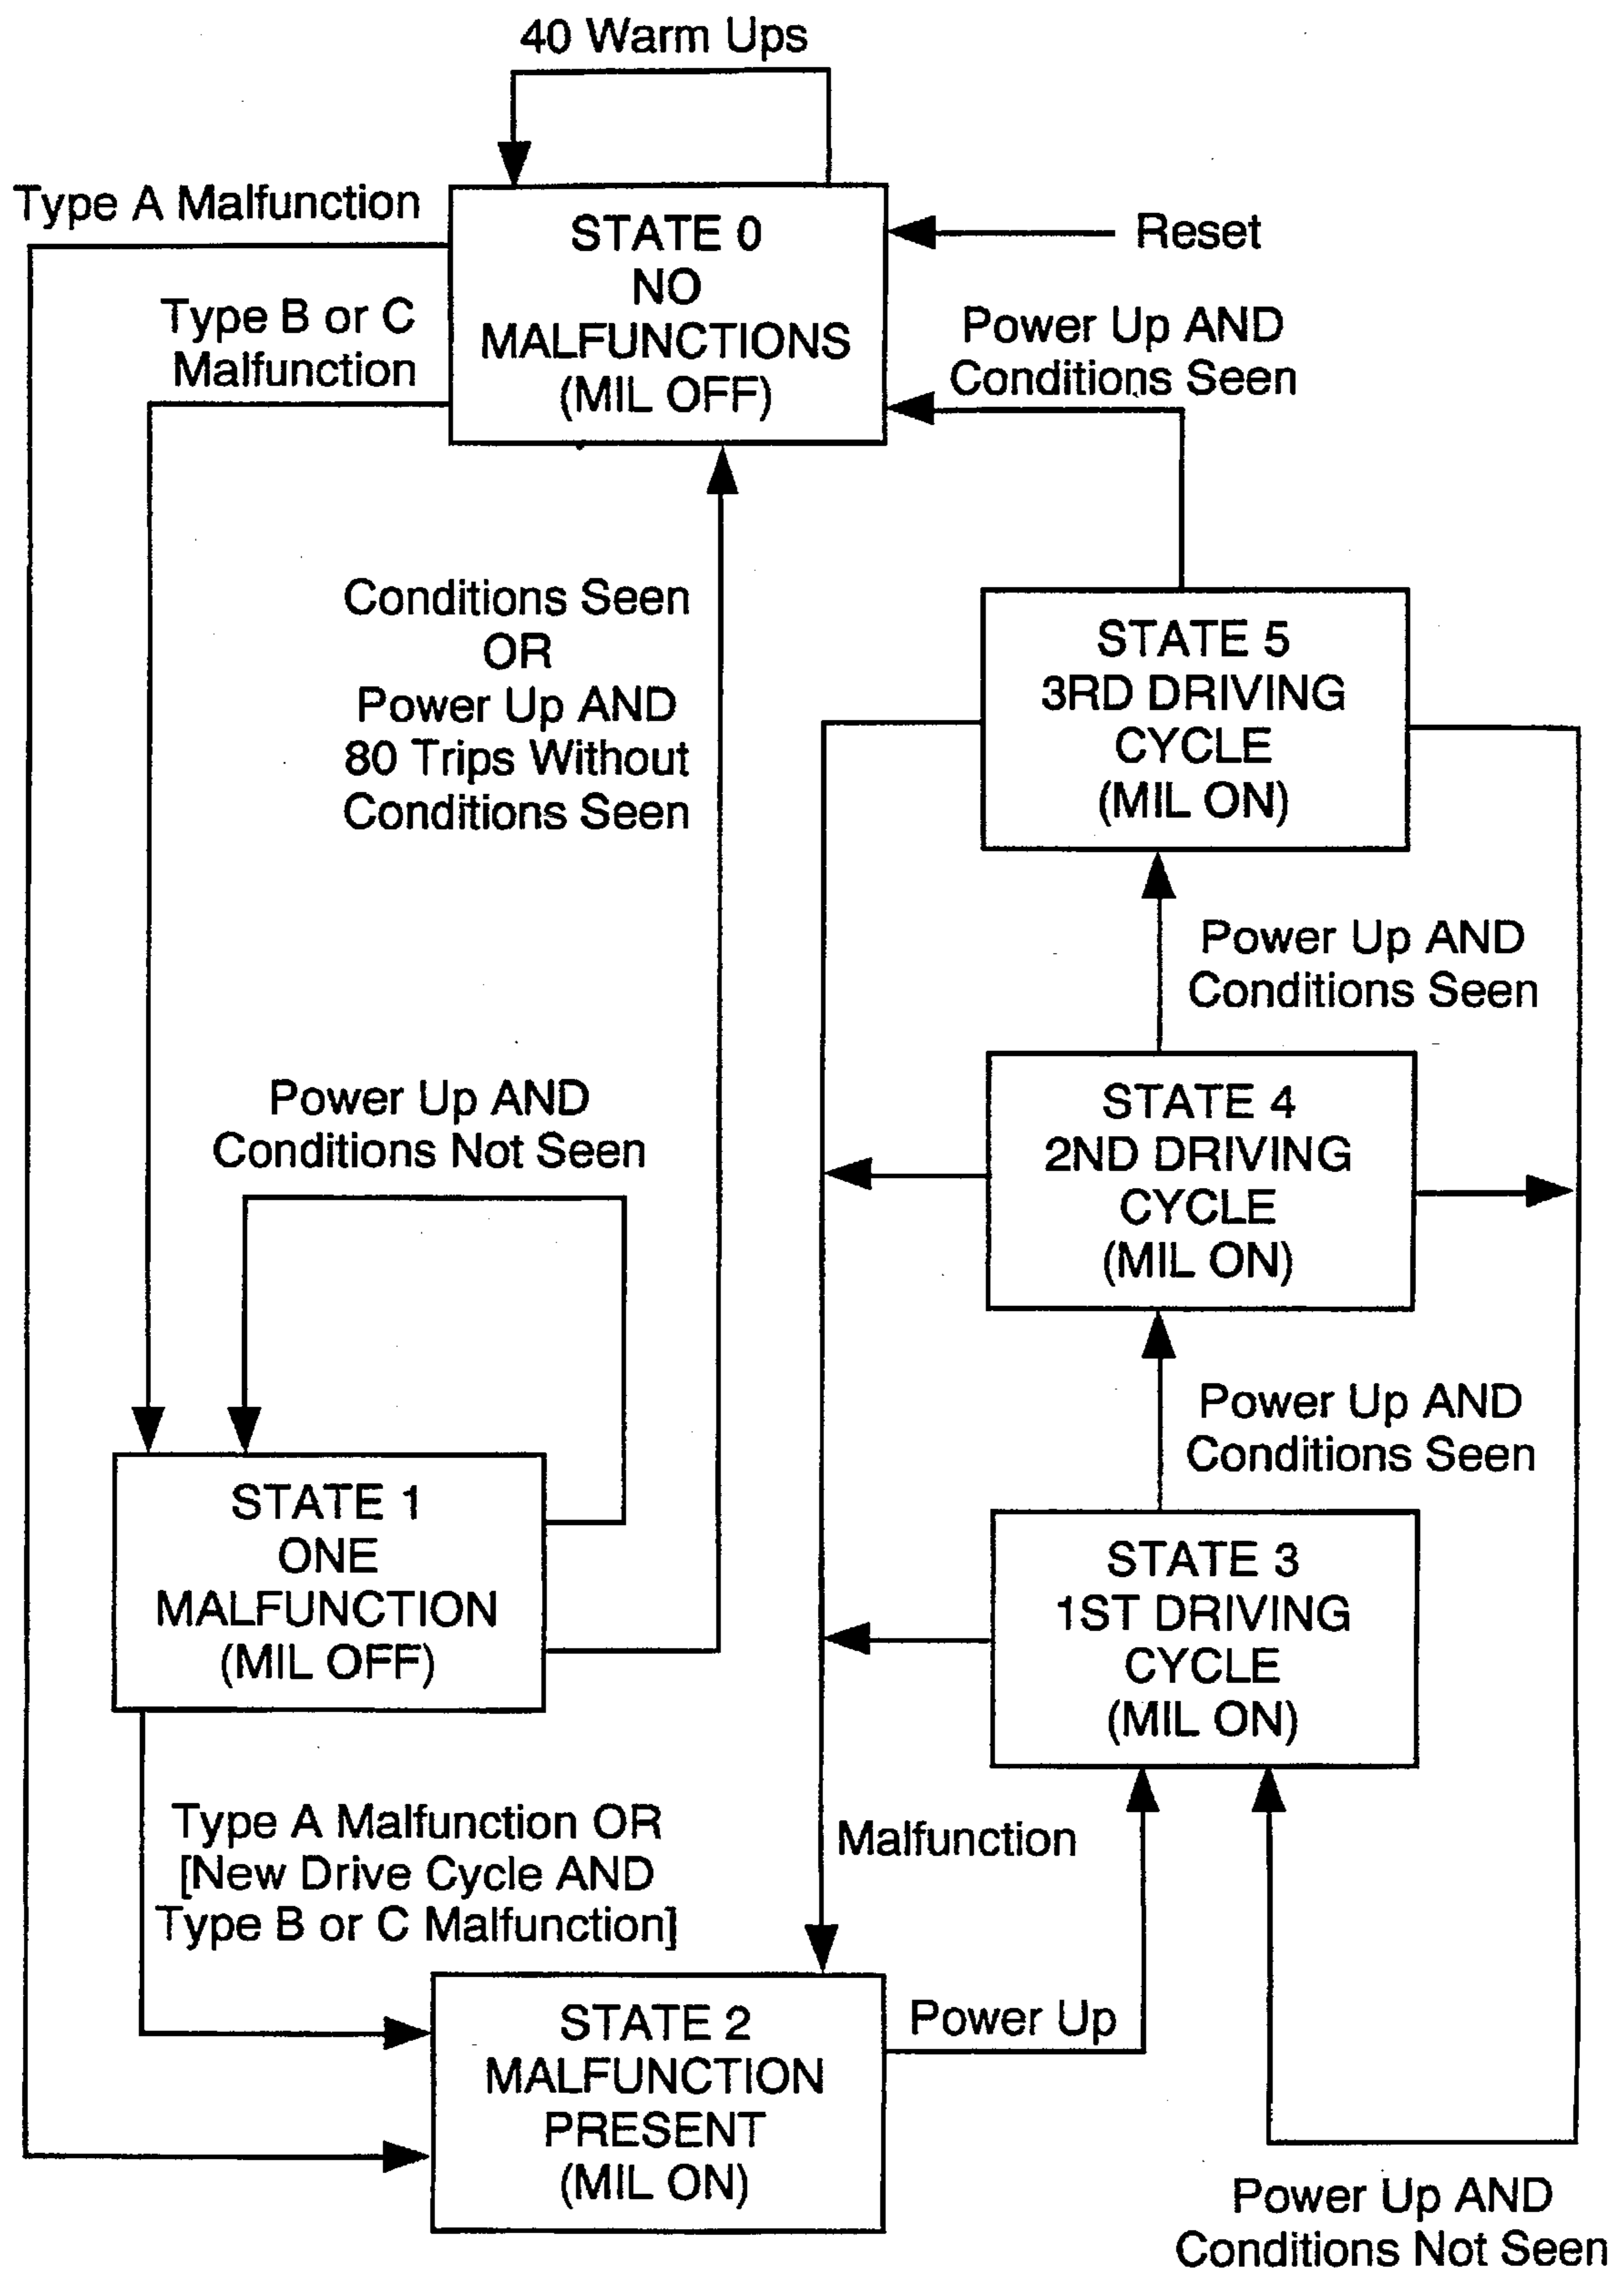 40 Warm Ups
Type A Malfunction
STATE 0
NO
MALFUNCTIONS
(MIL OFF)
Reset
Type B or C
Malfunction
Power Up AND
Conditions Seen
Conditions Seen
OR
Power Up AND
80 Trips Without
Conditions Seen
STATE 5
3RD DRIVING
CYCLE
(MIL ON)
Power Up AND
Conditions Seen
Power Up AND
Conditions Not Seen
STATE 4
2ND DRIVING
CYCLE
(MIL ON)
Power Up AND
Conditions Seen
STATE 1
ONE
MALFUNCTION
(MIL OFF)
STATE 3
1ST DRIVING
CYCLE
(MIL ON)
Type A Malfunction OR
[New Drive Cycle AND
Type B or C Malfunction]
Malfunction
STATE 2
MALFUNCTION
PRESENT
(MIL ON)
Power Up
Power Up AND
Conditions Not Seen